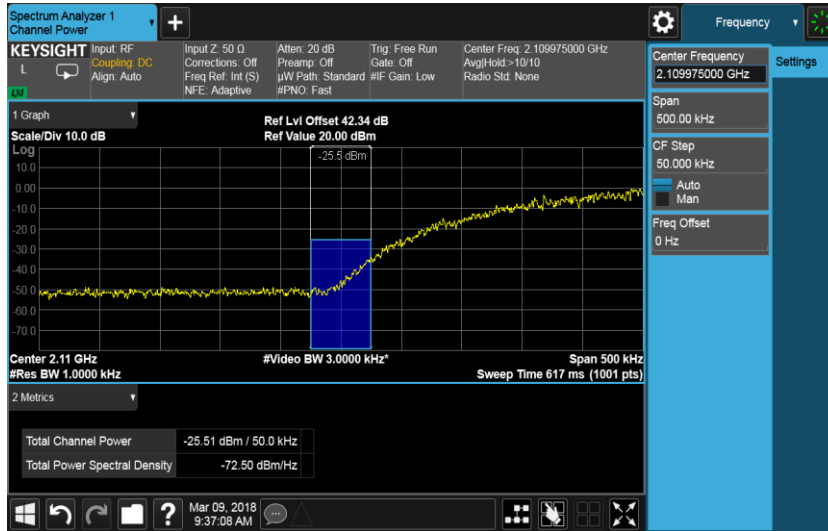 Spectrum Analyzer 1
Channel Power
Frequency
KEYSIGHT
L
LXI
Input: RF
Coupling: DC
Align: Auto
Input Z: 50 Ω
Corrections: Off
Freq Ref: Int (S)
NFE: Adaptive
Atten: 20 dB
Preamp: Off
µW Path: Standard
#PNO: Fast
Trig: Free Run
Gate: Off
#IF Gain: Low
Center Freq: 2.109975000 GHz
Avg|Hold:>10/10
Radio Std: None
Center Frequency
2.109975000 GHz
Settings
Span
500.00 kHz
CF Step
50.000 kHz
Auto
Man
Freq Offset
0 Hz
1 Graph
Scale/Div 10.0 dB
Ref Lvl Offset 42.34 dB
Ref Value 20.00 dBm
Log
-25.5 dBm
10.0
0.00
-10.0
-20.0
-30.0
-40.0
-50.0
-60.0
-70.0
Center 2.11 GHz
#Video BW 3.0000 kHz*
Span 500 kHz
#Res BW 1.0000 kHz
Sweep Time 617 ms (1001 pts)
2 Metrics
Total Channel Power -25.51 dBm / 50.0 kHz
Total Power Spectral Density -72.50 dBm/Hz
?
Mar 09, 2018
9:37:08 AM